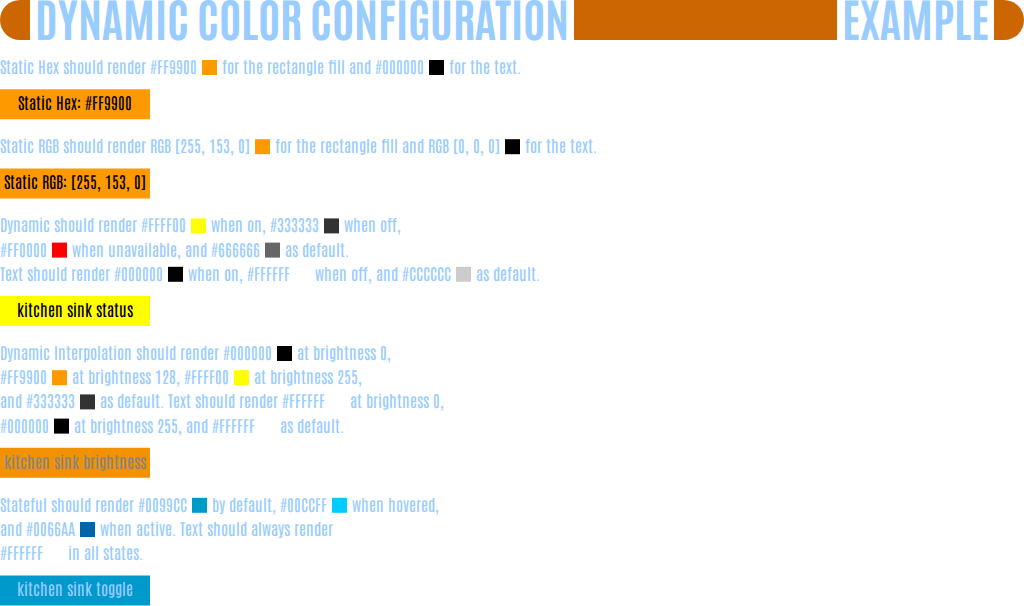 DYNAMIC COLOR CONFIGURATION EXAMPLE
Static Hex should render #FF9900 for the rectangle fill and #000000 for the text.
Static Hex: #FF9900
Static RGB should render RGB [255, 153, 0] for the rectangle fill and RGB [0, 0, 0] for the text.
Static RGB: [255, 153, 0]
Dynamic should render #FFFF00 when on, #333333 when off,
#FF0000 when unavailable, and #666666 as default.
Text should render #000000 when on, #FFFFFF when off, and #CCCCCC as default.
kitchen sink status
Dynamic Interpolation should render #000000 at brightness 0,
#FF9900 at brightness 128, #FFFF00 at brightness 255,
and #333333 as default. Text should render #FFFFFF at brightness 0,
#000000 at brightness 255, and #FFFFFF as default.
kitchen sink brightness
Stateful should render #0099CC by default, #00CCFF when hovered,
and #0066AA when active. Text should always render
#FFFFFF in all states.
kitchen sink toggle